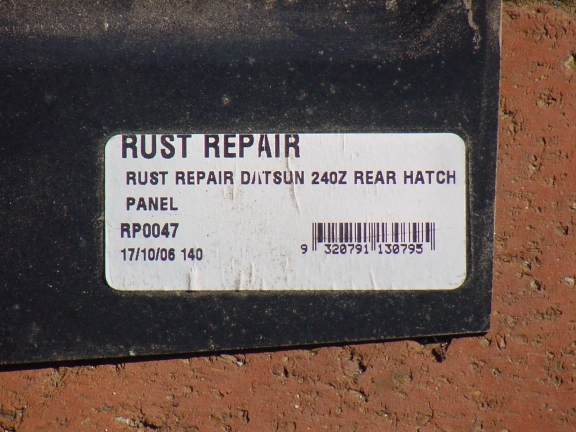 RUST REPAIR
RUST REPAIR DATSUN 240Z REAR HATCH
PANEL
RP0047
17/10/06 140
9 320791 130795